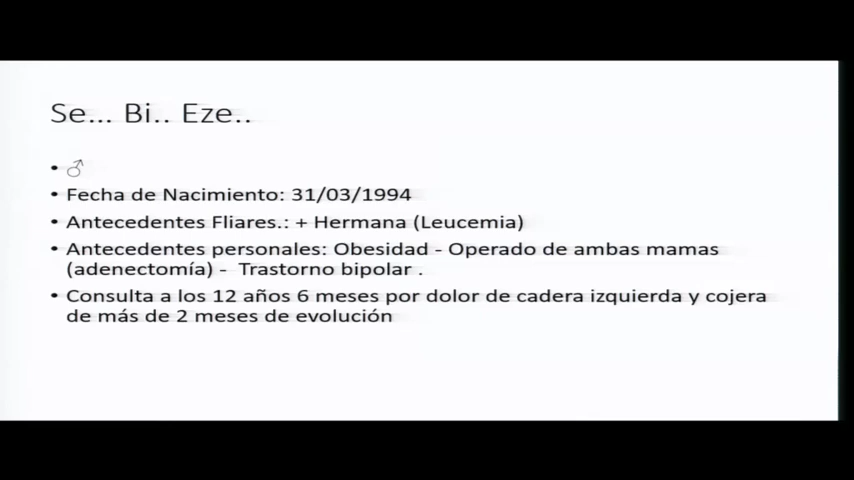 Se... Bi.. Eze..
• ♂
• Fecha de Nacimiento: 31/03/1994
• Antecedentes Fliares.: + Hermana (Leucemia)
• Antecedentes personales: Obesidad - Operado de ambas mamas
(adenectomía) - Trastorno bipolar .
• Consulta a los 12 años 6 meses por dolor de cadera izquierda y cojera
de más de 2 meses de evolución